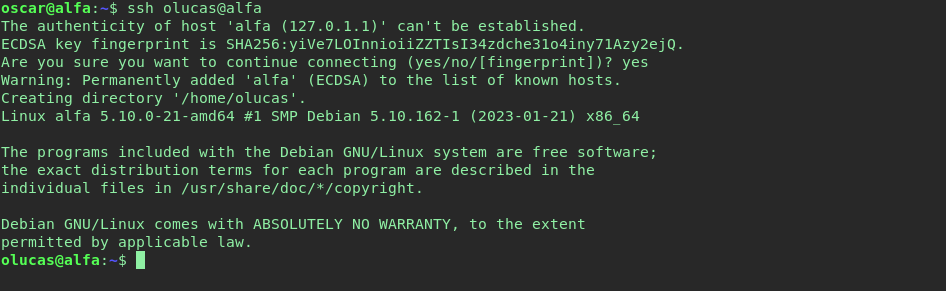 oscar@alfa:~$ ssh olucas@alfa
The authenticity of host 'alfa (127.0.1.1)' can't be established.
ECDSA key fingerprint is SHA256:yiVe7LOInnioiiZZTIsI34zdche31o4iny71Azy2ejQ.
Are you sure you want to continue connecting (yes/no/[fingerprint])? yes
Warning: Permanently added 'alfa' (ECDSA) to the list of known hosts.
Creating directory '/home/olucas'.
Linux alfa 5.10.0-21-amd64 #1 SMP Debian 5.10.162-1 (2023-01-21) x86_64
The programs included with the Debian GNU/Linux system are free software;
the exact distribution terms for each program are described in the
individual files in /usr/share/doc/*/copyright.
Debian GNU/Linux comes with ABSOLUTELY NO WARRANTY, to the extent
permitted by applicable law.
olucas@alfa:~$